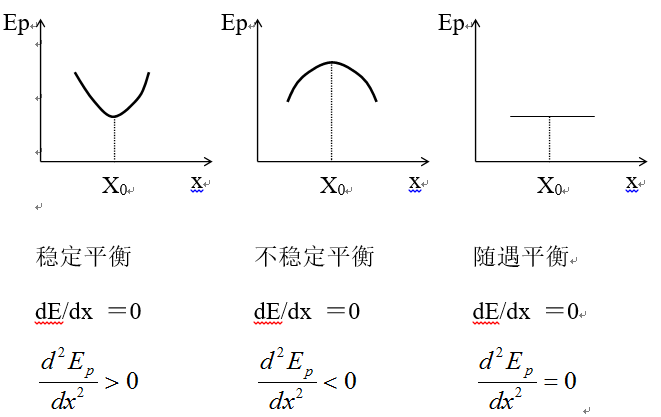 Ep Ep Ep
X₀ x X₀ x X₀ x
稳定平衡 不稳定平衡 随遇平衡
dE/dx ＝0 dE/dx ＝0 dE/dx ＝0
d²Eₚ/dx² > 0 d²Eₚ/dx² < 0 d²Eₚ/dx² = 0